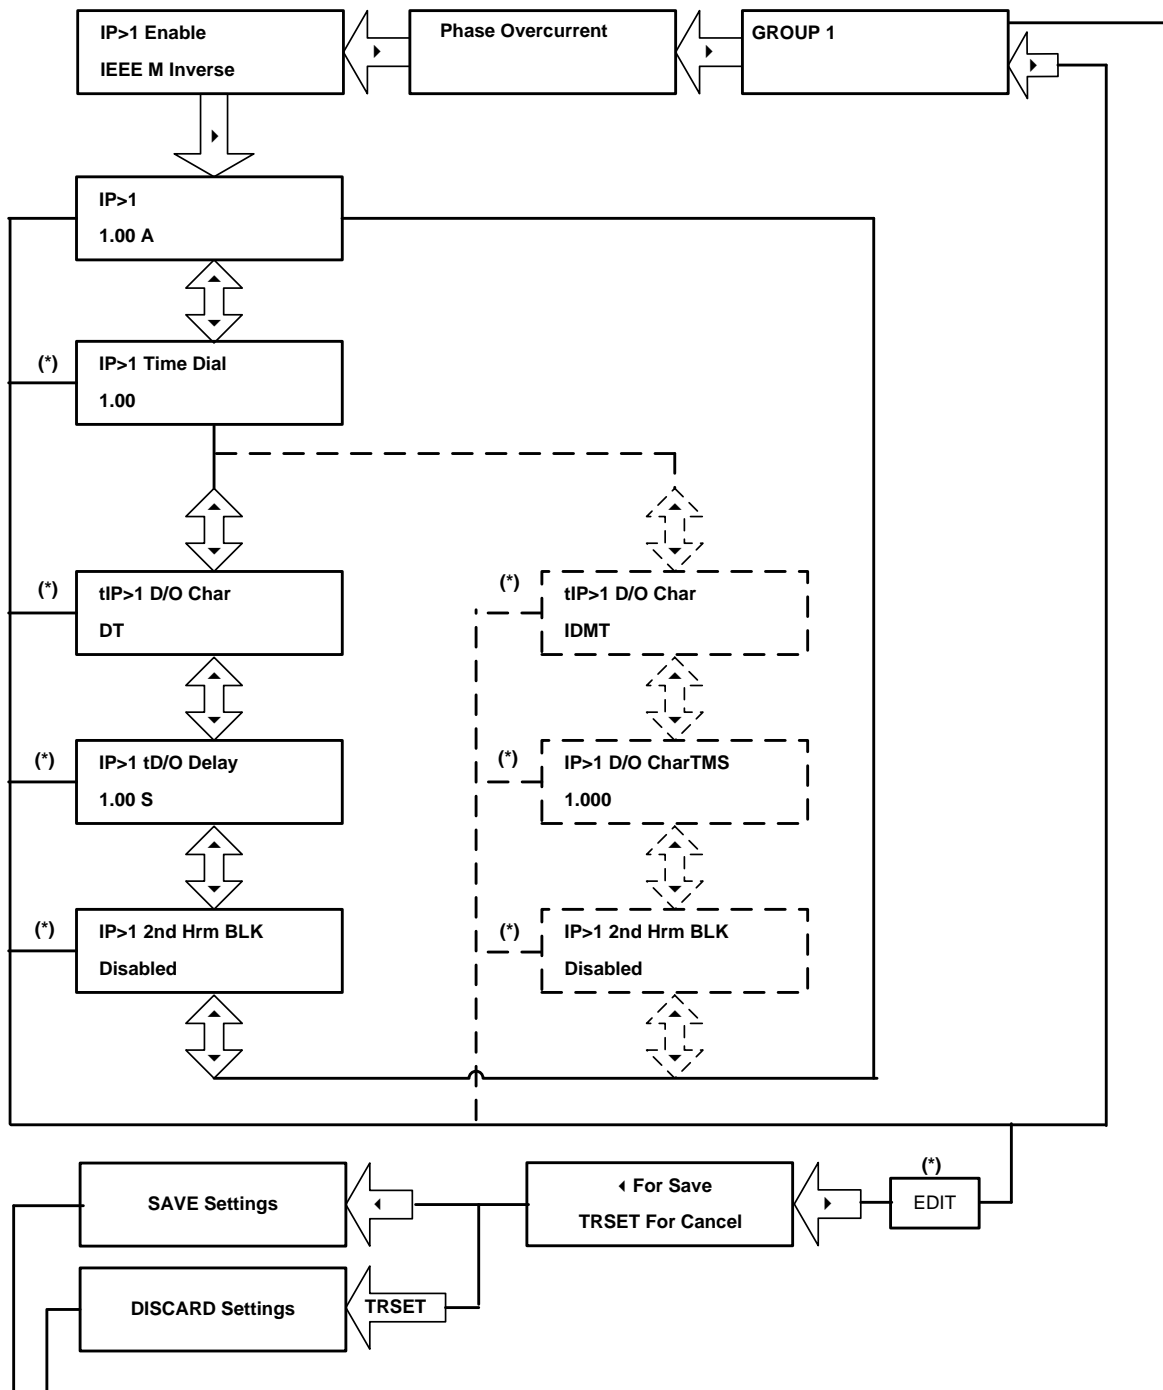 IP>1 Enable
IEEE M Inverse
Phase Overcurrent
GROUP 1
IP>1
1.00 A
(*)
IP>1 Time Dial
1.00
(*)
tIP>1 D/O Char
DT
(*)
tIP>1 D/O Char
IDMT
(*)
IP>1 tD/O Delay
1.00 S
(*)
IP>1 D/O CharTMS
1.000
(*)
IP>1 2nd Hrm BLK
Disabled
(*)
IP>1 2nd Hrm BLK
Disabled
SAVE Settings
For Save
TRSET For Cancel
(*)
EDIT
DISCARD Settings
TRSET